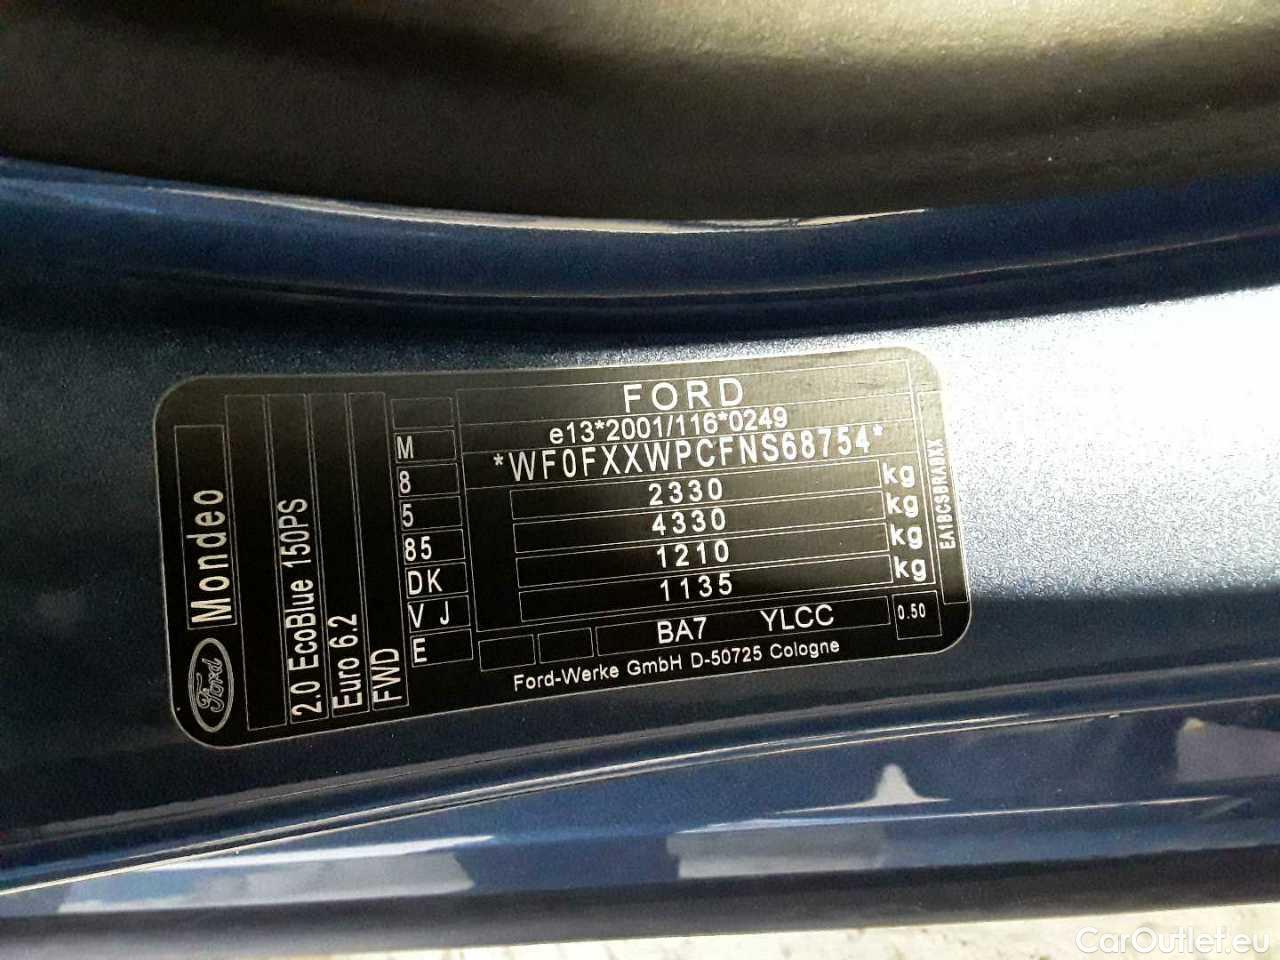 FORD
e13*2001/116*0249
*WF0FXXWPCFNS68754*
2330 kg
4330 kg
1210 kg
1135 kg
BA7 YLCC
0.50
Ford-Werke GmbH D-50725 Cologne
M
8
5
85
DK
V J
E
Mondeo
Ford
2.0 EcoBlue 150PS
Euro 6.2
FWD
CarOutlet.eu